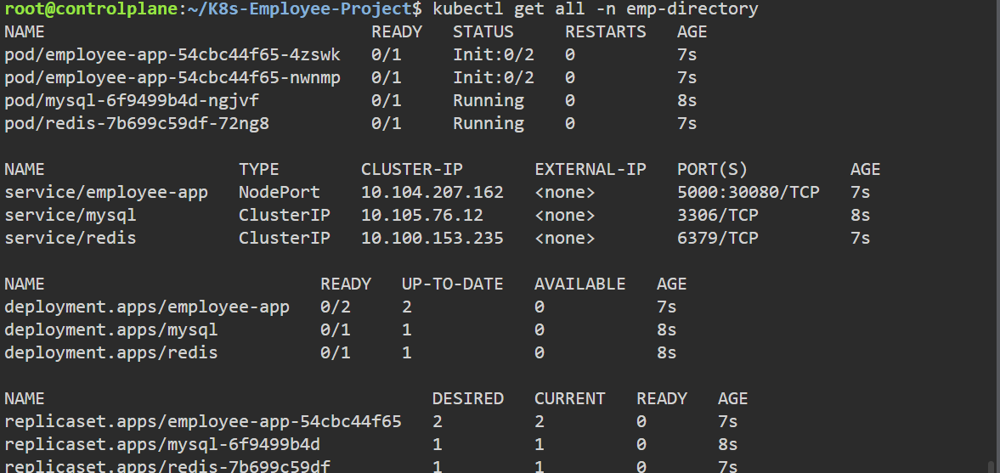 root@controlplane:~/K8s-Employee-Project$ kubectl get all -n emp-directory
NAME                                READY   STATUS     RESTARTS   AGE
pod/employee-app-54cbc44f65-4zswk   0/1     Init:0/2   0          7s
pod/employee-app-54cbc44f65-nwnmp   0/1     Init:0/2   0          7s
pod/mysql-6f9499b4d-ngjvf           0/1     Running    0          8s
pod/redis-7b699c59df-72ng8          0/1     Running    0          7s
NAME                   TYPE        CLUSTER-IP       EXTERNAL-IP   PORT(S)          AGE
service/employee-app   NodePort    10.104.207.162   <none>        5000:30080/TCP   7s
service/mysql          ClusterIP   10.105.76.12     <none>        3306/TCP         8s
service/redis          ClusterIP   10.100.153.235   <none>        6379/TCP         7s
NAME                           READY   UP-TO-DATE   AVAILABLE   AGE
deployment.apps/employee-app   0/2     2            0           7s
deployment.apps/mysql          0/1     1            0           8s
deployment.apps/redis          0/1     1            0           8s
NAME                                      DESIRED   CURRENT   READY   AGE
replicaset.apps/employee-app-54cbc44f65   2         2         0       7s
replicaset.apps/mysql-6f9499b4d           1         1         0       8s
replicaset.apps/redis-7b699c59df          1         1         0       7s